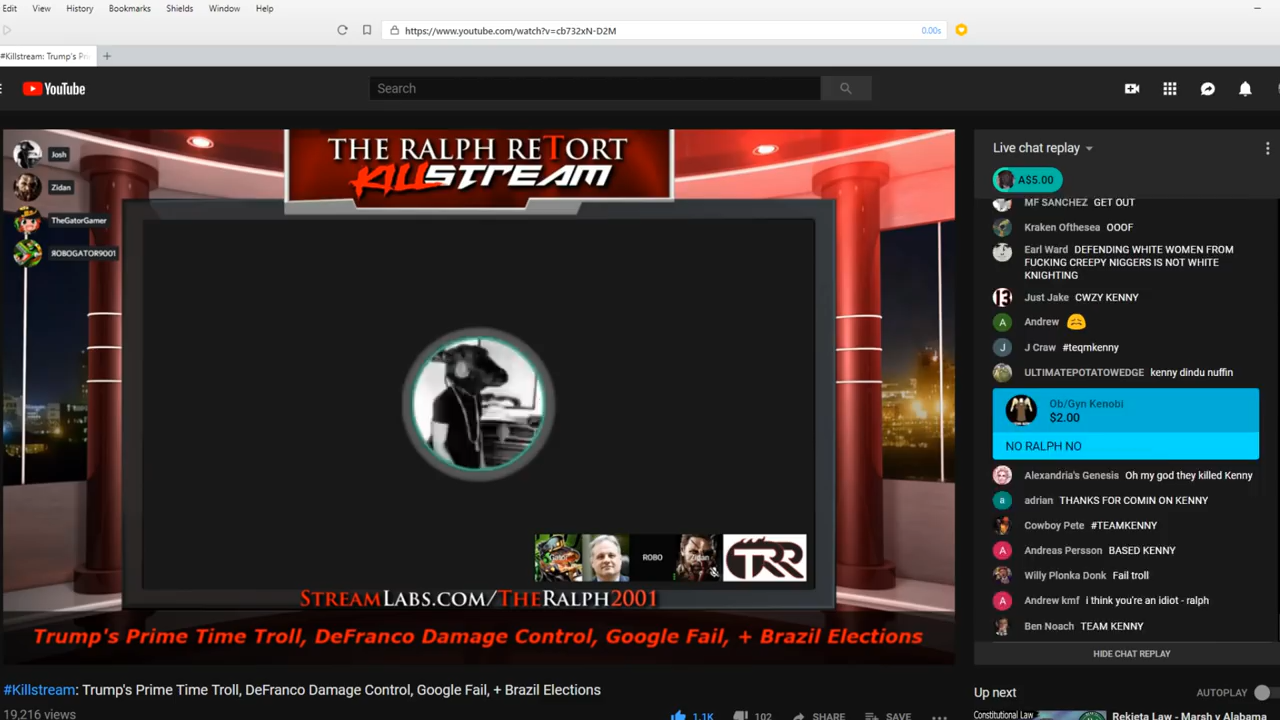 Edit View History Bookmarks Shields Window Help
https://www.youtube.com/watch?v=cb732xN-D2M 0.00s
#Killstream: Trump's Pri
YouTube
Search
THE RALPH RETORT
KILLSTREAM
Josh
Zidan
TheGatorGamer
ROBOGATOR9001
ROBO
Zidan
TRR
STREAMLABS.COM/THERALPH2001
Trump's Prime Time Troll, DeFranco Damage Control, Google Fail, + Brazil Elections
#Killstream: Trump's Prime Time Troll, DeFranco Damage Control, Google Fail, + Brazil Elections
19,216 views
1.1K 102 SHARE SAVE
Live chat replay
A$5.00
MF SANCHEZ GET OUT
Kraken Ofthesea OOOF
Earl Ward DEFENDING WHITE WOMEN FROM
FUCKING CREEPY NIGGERS IS NOT WHITE
KNIGHTING
Just Jake CWZY KENNY
Andrew
J Craw #teqmkenny
ULTIMATEPOTATOWEDGE kenny dindu nuffin
Ob/Gyn Kenobi
$2.00
NO RALPH NO
Alexandria's Genesis Oh my god they killed Kenny
adrian THANKS FOR COMIN ON KENNY
Cowboy Pete #TEAMKENNY
Andreas Persson BASED KENNY
Willy Plonka Donk Fail troll
Andrew kmf i think you're an idiot - ralph
Ben Noach TEAM KENNY
HIDE CHAT REPLAY
Up next AUTOPLAY
Constitutional Law
Rekieta Law - Marsh v Alabama